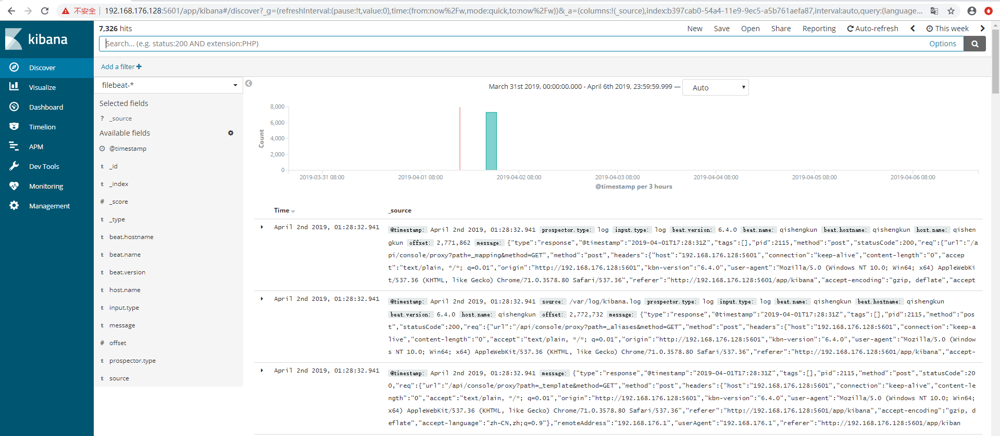 不安全 192.168.176.128:5601/app/kibana#/discover?_g=(refreshInterval:(pause:!t,value:0),time:(from:now%2Fw,mode:quick,to:now%2Fw))&_a=(columns:!(_source),index:b397cab0-54a4-11e9-9ec5-a5b761aefa87,interval:auto,query:(language...
kibana
Discover
Visualize
Dashboard
Timelion
APM
Dev Tools
Monitoring
Management
7,326 hits
New Save Open Share Reporting Auto-refresh This week
Search... (e.g. status:200 AND extension:PHP) Options
Add a filter
filebeat-*
Selected fields
? _source
Available fields
@timestamp
t _id
t _index
# _score
t _type
t beat.hostname
t beat.name
t beat.version
t host.name
t input.type
t message
# offset
t prospector.type
t source
March 31st 2019, 00:00:00.000 - April 6th 2019, 23:59:59.999 — Auto
8,000
6,000
4,000
2,000
0
Count
2019-03-31 08:00 2019-04-01 08:00 2019-04-02 08:00 2019-04-03 08:00 2019-04-04 08:00 2019-04-05 08:00 2019-04-06 08:00
@timestamp per 3 hours
Time _source
April 2nd 2019, 01:28:32.941 @timestamp: April 2nd 2019, 01:28:32.941 prospector.type: log input.type: log beat.version: 6.4.0 beat.name: qishengkun beat.hostname: qishengkun host.name: qishen
gkun offset: 2,771,862 message: {"type":"response","@timestamp":"2019-04-01T17:28:31Z","tags":[],"pid":2115,"method":"post","statusCode":200,"req":{"url":"/a
pi/console/proxy?path=_mapping&method=GET","method":"post","headers":{"host":"192.168.176.128:5601","connection":"keep-alive","content-length":"0","accep
t":"text/plain, */*; q=0.01","origin":"http://192.168.176.128:5601","kbn-version":"6.4.0","user-agent":"Mozilla/5.0 (Windows NT 10.0; Win64; x64) AppleWebKi
t/537.36 (KHTML, like Gecko) Chrome/71.0.3578.80 Safari/537.36","referer":"http://192.168.176.128:5601/app/kibana","accept-encoding":"gzip, deflate","accept
April 2nd 2019, 01:28:32.941 @timestamp: April 2nd 2019, 01:28:32.941 source: /var/log/kibana.log prospector.type: log input.type: log beat.name: qishengkun beat.hostname: qishengkun
beat.version: 6.4.0 host.name: qishengkun offset: 2,772,732 message: {"type":"response","@timestamp":"2019-04-01T17:28:31Z","tags":[],"pid":2115,"method":"po
st","statusCode":200,"req":{"url":"/api/console/proxy?path=_aliases&method=GET","method":"post","headers":{"host":"192.168.176.128:5601","connection":"keep-a
live","content-length":"0","accept":"text/plain, */*; q=0.01","origin":"http://192.168.176.128:5601","kbn-version":"6.4.0","user-agent":"Mozilla/5.0 (Window
s NT 10.0; Win64; x64) AppleWebKit/537.36 (KHTML, like Gecko) Chrome/71.0.3578.80 Safari/537.36","referer":"http://192.168.176.128:5601/app/kibana","accept-
April 2nd 2019, 01:28:32.941 @timestamp: April 2nd 2019, 01:28:32.941 message: {"type":"response","@timestamp":"2019-04-01T17:28:31Z","tags":[],"pid":2115,"method":"post","statusCode":20
0,"req":{"url":"/api/console/proxy?path=_template&method=GET","method":"post","headers":{"host":"192.168.176.128:5601","connection":"keep-alive","content-le
ngth":"0","accept":"text/plain, */*; q=0.01","origin":"http://192.168.176.128:5601","kbn-version":"6.4.0","user-agent":"Mozilla/5.0 (Windows NT 10.0; Win64;
x64) AppleWebKit/537.36 (KHTML, like Gecko) Chrome/71.0.3578.80 Safari/537.36","referer":"http://192.168.176.128:5601/app/kibana","accept-encoding":"gzip, d
eflate","accept-language":"zh-CN,zh;q=0.9"},"remoteAddress":"192.168.176.1","userAgent":"192.168.176.1","referer":"http://192.168.176.128:5601/app/kiban